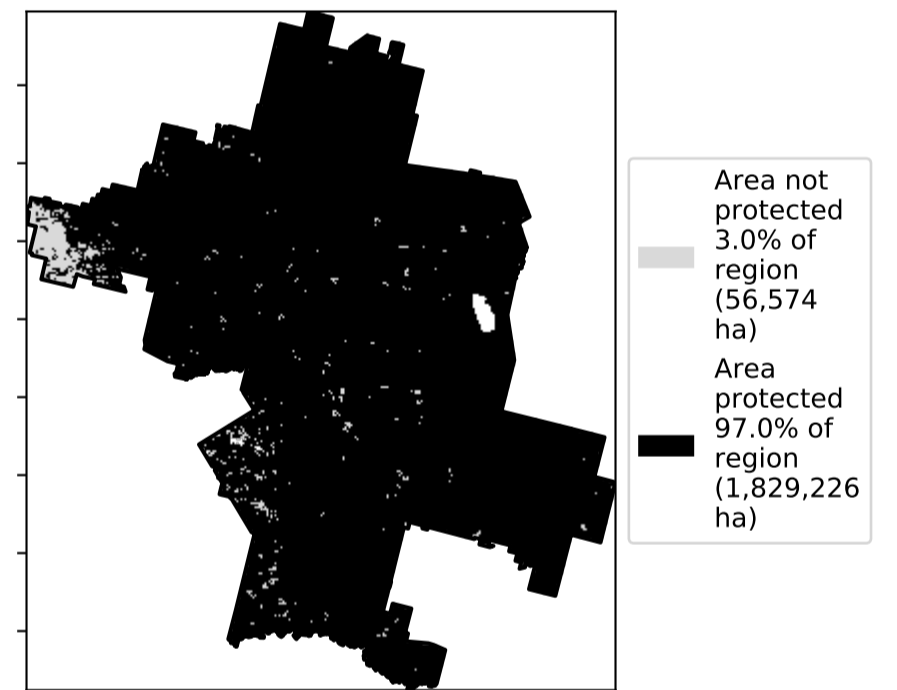 Area not
protected
3.0% of
region
(56,574
ha)
Area
protected
97.0% of
region
(1,829,226
ha)